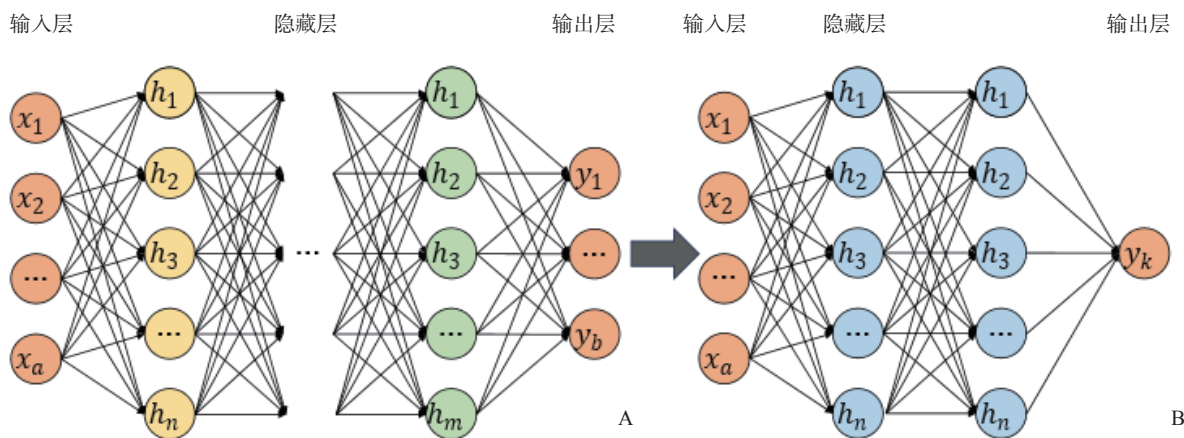 输入层 隐藏层 输出层 输入层 隐藏层 输出层
h₁ h₁ h₁ h₁
x₁ x₁
h₂ h₂ y₁ h₂ h₂
x₂ x₂
h₃ ... h₃ ... h₃ h₃ yₖ
... ...
... ... y_b ... ...
xₐ xₐ
hₙ hₘ A hₙ hₙ B